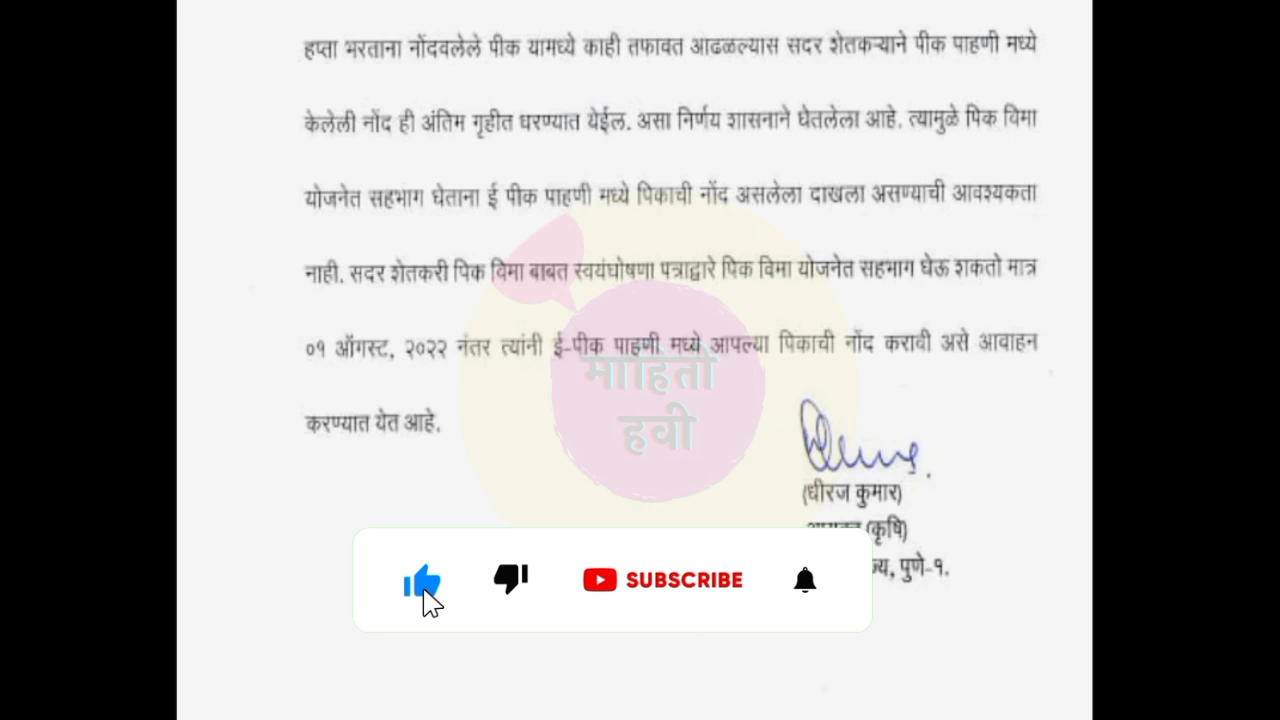 हप्ता भरताना नोंदवलेले पीक यामध्ये काही तफावत आढळल्यास सदर शेतकऱ्याने पीक पाहणी मध्ये
केलेली नोंद ही अंतिम गृहीत धरण्यात येईल. असा निर्णय शासनाने घेतलेला आहे. त्यामुळे पिक विमा
योजनेत सहभाग घेताना ई पीक पाहणी मध्ये पिकाची नोंद असलेला दाखला असण्याची आवश्यकता
नाही. सदर शेतकरी पिक विमा बाबत स्वयंघोषणा पत्राद्वारे पिक विमा योजनेत सहभाग घेऊ शकतो मात्र
०१ ऑगस्ट, २०२२ नंतर त्यांनी ई-पीक पाहणी मध्ये आपल्या पिकाची नोंद करावी असे आवाहन
माहिती
हवी
करण्यात येत आहे.
(धीरज कुमार)
(कृषि)
पुणे-१.
SUBSCRIBE